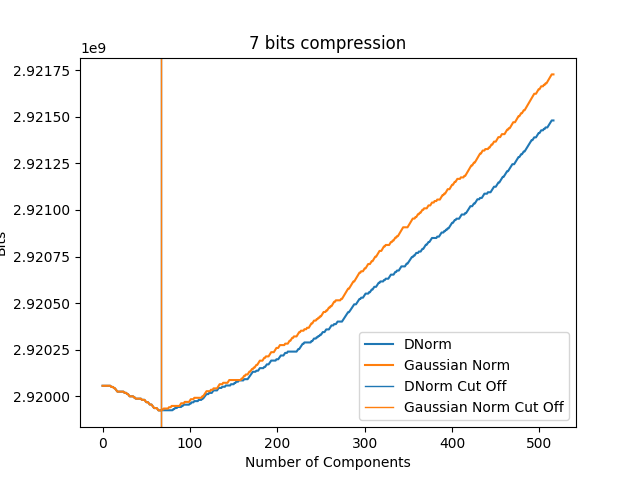 7 bits compression
1e9
2.92175
2.92150
2.92125
2.92100
2.92075
2.92050
2.92025
2.92000
Bits
0 100 200 300 400 500
Number of Components
DNorm
Gaussian Norm
DNorm Cut Off
Gaussian Norm Cut Off